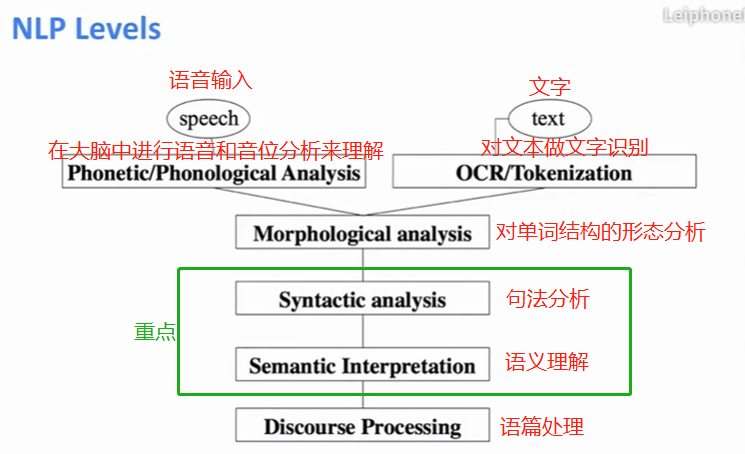 NLP Levels
Leiphone
语音输入
文字
speech
text
在大脑中进行语音和音位分析来理解
对文本做文字识别
Phonetic/Phonological Analysis
OCR/Tokenization
Morphological analysis
对单词结构的形态分析
Syntactic analysis
句法分析
重点
Semantic Interpretation
语义理解
Discourse Processing
语篇处理